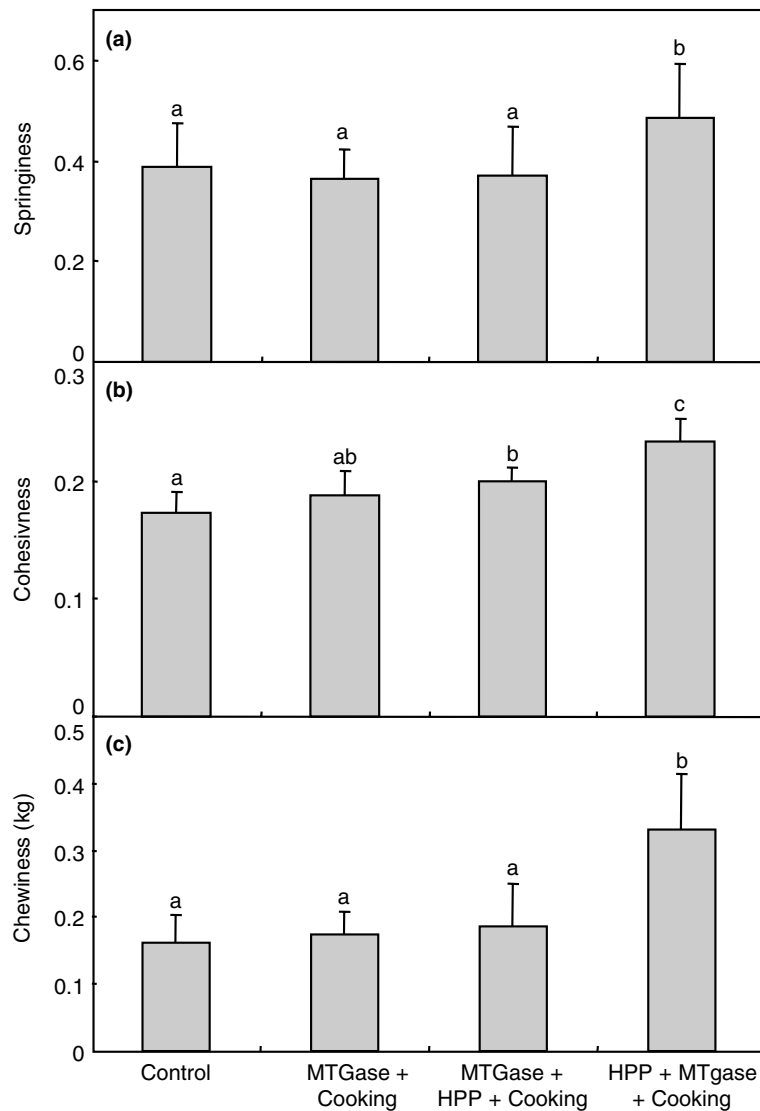 (a)
0.6
0.4
0.2
0
Springiness
a
a
a
b
(b)
0.3
0.2
0.1
0
Cohesivness
a
ab
b
c
(c)
0.5
0.4
0.3
0.2
0.1
0
Chewiness (kg)
a
a
a
b
Control
MTGase +
Cooking
MTGase +
HPP + Cooking
HPP + MTgase
+ Cooking